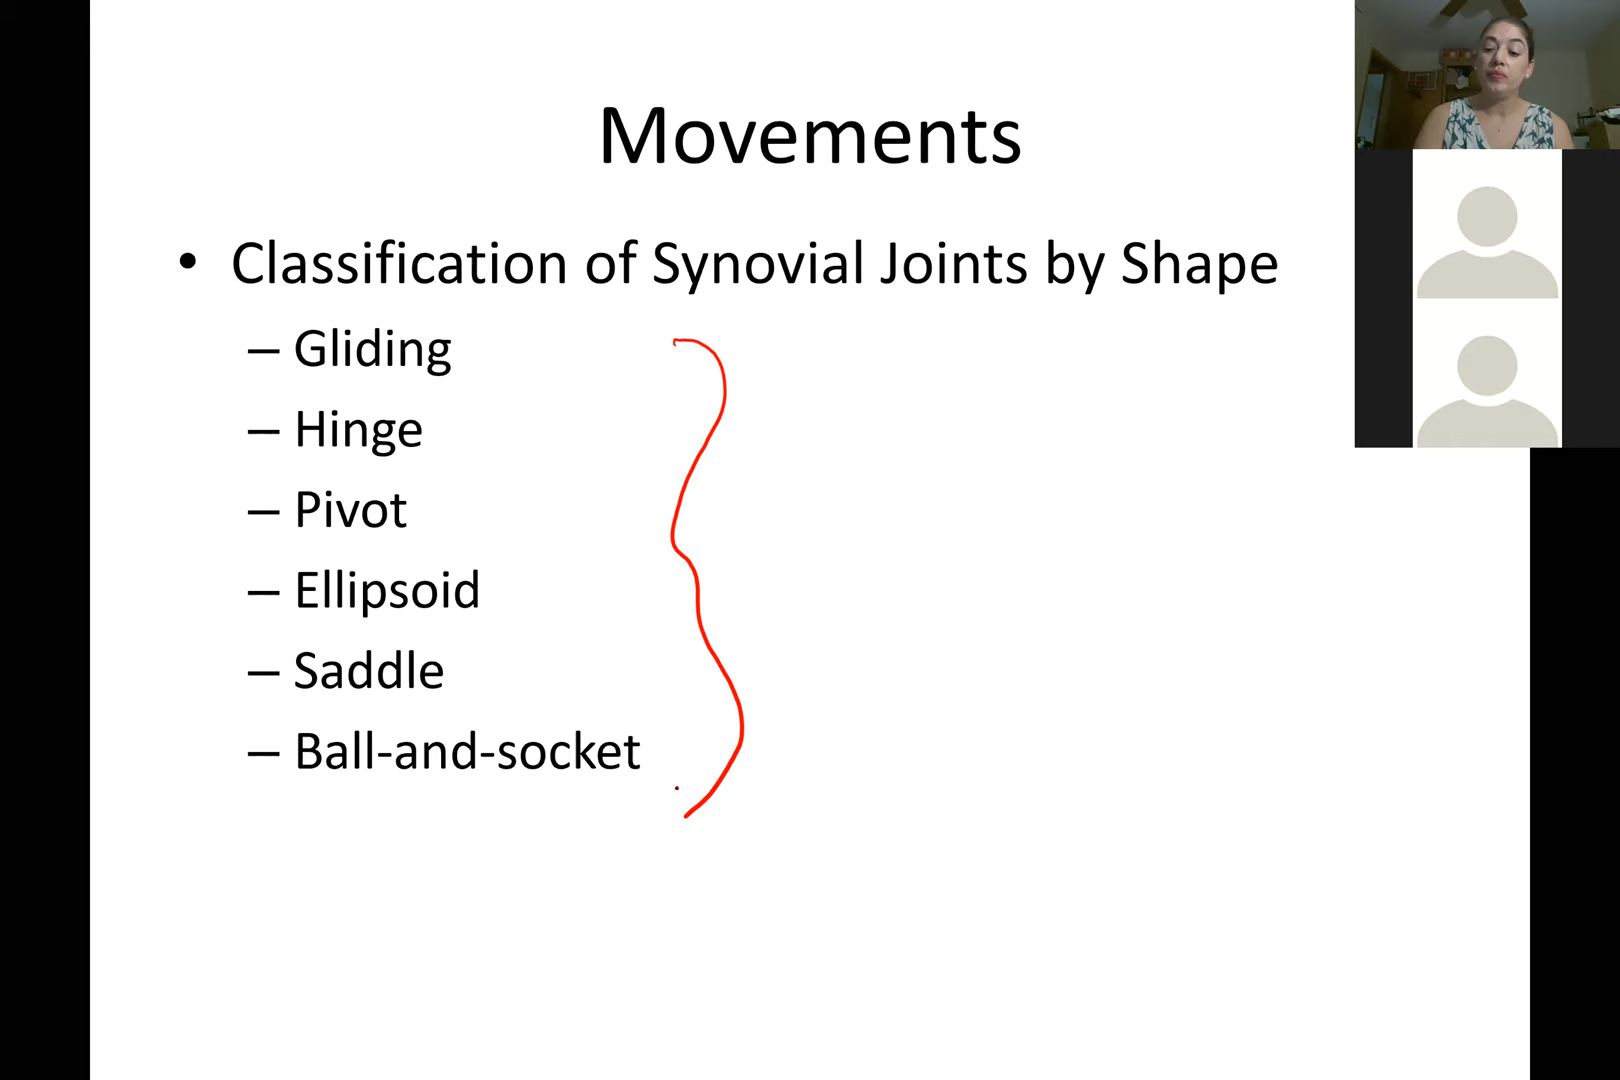 Movements
• Classification of Synovial Joints by Shape
– Gliding
– Hinge
– Pivot
– Ellipsoid
– Saddle
– Ball-and-socket